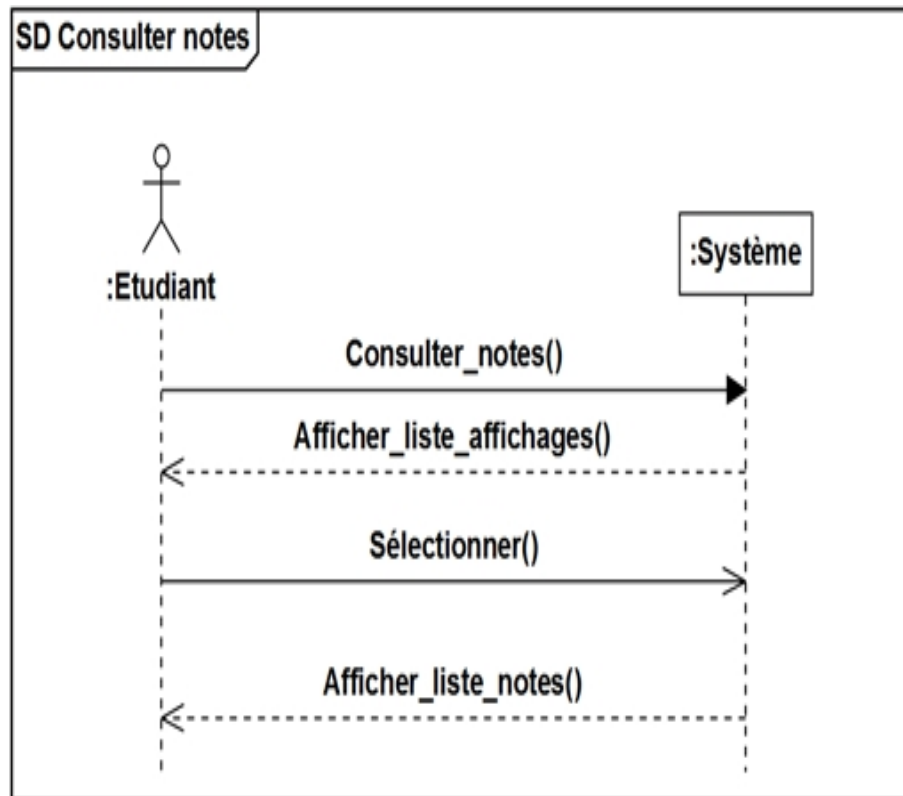 SD Consulter notes
:Etudiant
:Système
Consulter_notes()
Afficher_liste_affichages()
Sélectionner()
Afficher_liste_notes()